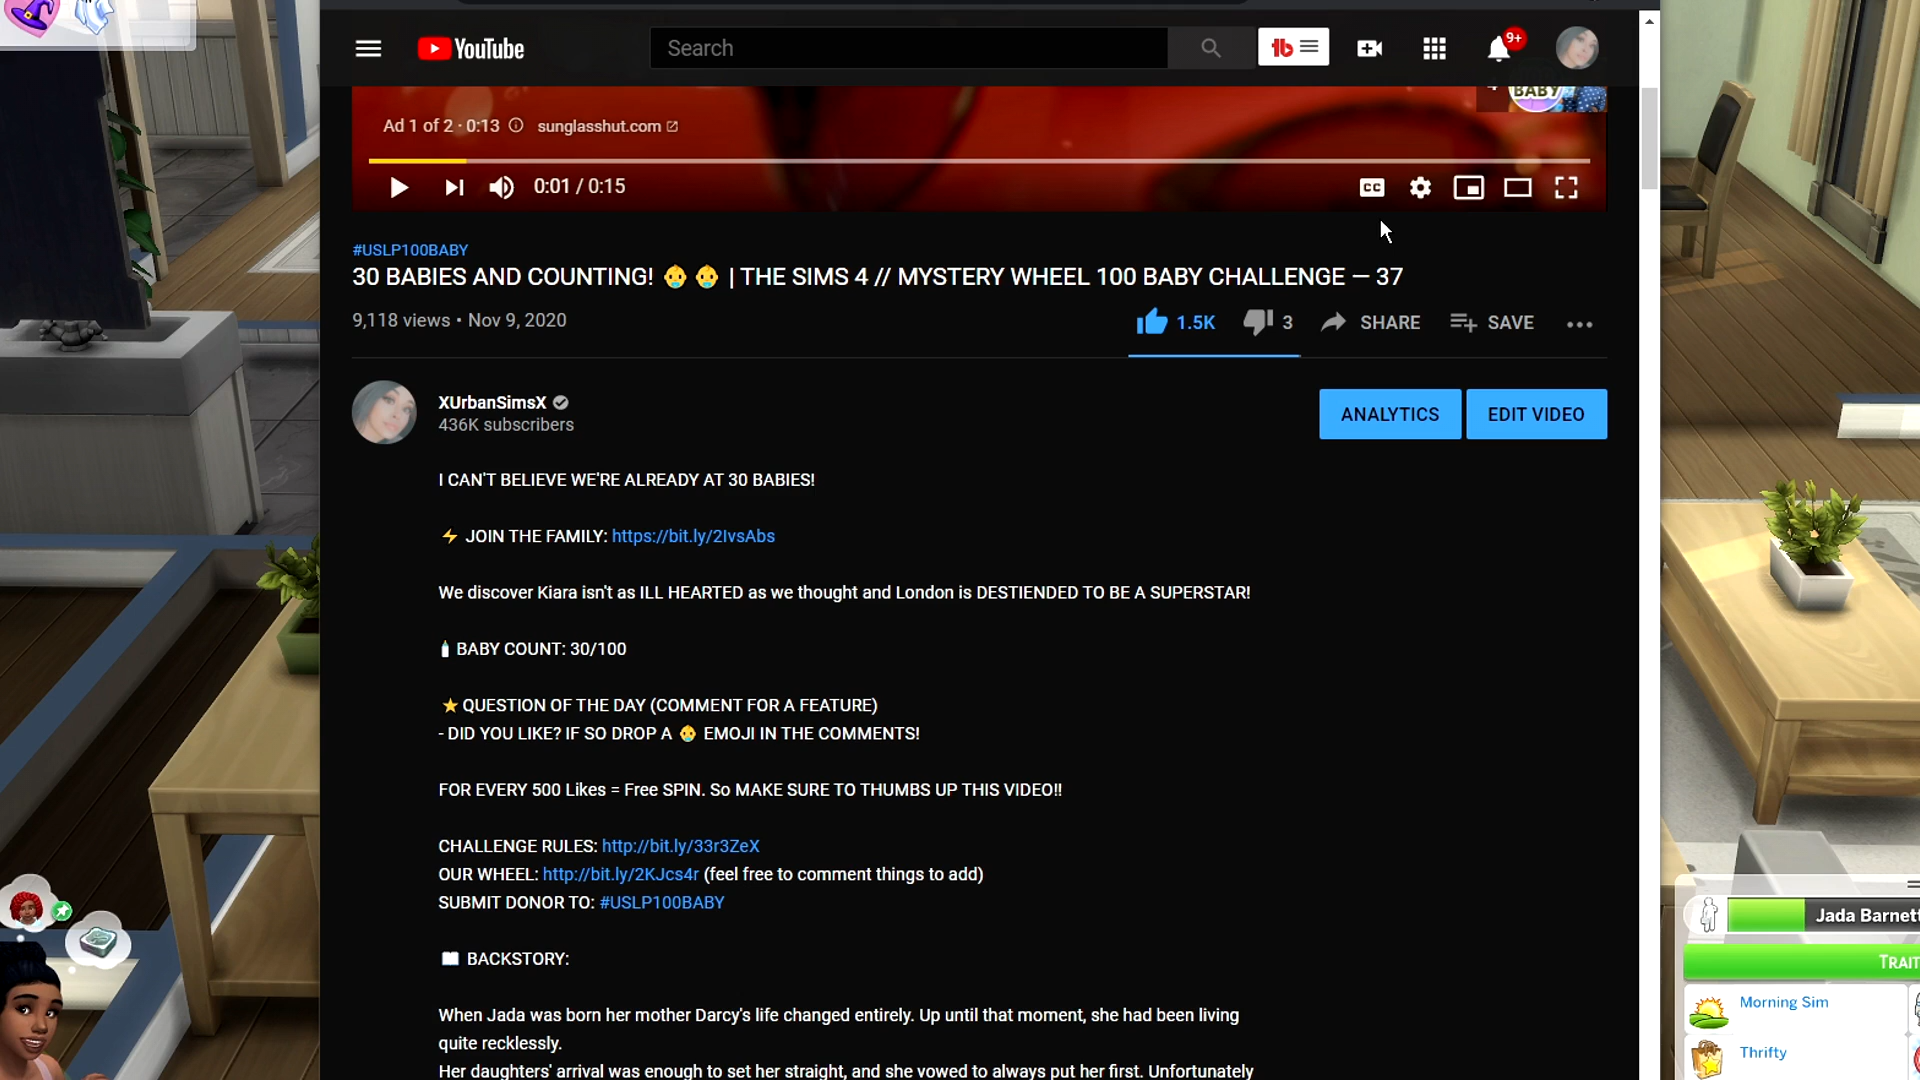 YouTube
Search
9+
BABY
Ad 1 of 2 · 0:13 sunglasshut.com
0:01 / 0:15
CC
#USLP100BABY
30 BABIES AND COUNTING! 👶 👶 | THE SIMS 4 // MYSTERY WHEEL 100 BABY CHALLENGE — 37
9,118 views • Nov 9, 2020
1.5K 3 SHARE SAVE
XUrbanSimsX
436K subscribers
ANALYTICS EDIT VIDEO
I CAN'T BELIEVE WE'RE ALREADY AT 30 BABIES!
⚡ JOIN THE FAMILY: https://bit.ly/2IvsAbs
We discover Kiara isn't as ILL HEARTED as we thought and London is DESTIENDED TO BE A SUPERSTAR!
🍼 BABY COUNT: 30/100
⭐ QUESTION OF THE DAY (COMMENT FOR A FEATURE)
- DID YOU LIKE? IF SO DROP A 👶 EMOJI IN THE COMMENTS!
FOR EVERY 500 Likes = Free SPIN. So MAKE SURE TO THUMBS UP THIS VIDEO!!
CHALLENGE RULES: http://bit.ly/33r3ZeX
OUR WHEEL: http://bit.ly/2KJcs4r (feel free to comment things to add)
SUBMIT DONOR TO: #USLP100BABY
📖 BACKSTORY:
When Jada was born her mother Darcy's life changed entirely. Up until that moment, she had been living
quite recklessly.
Her daughters' arrival was enough to set her straight, and she vowed to always put her first. Unfortunately
Jada Barnett
TRAIT
Morning Sim
Thrifty